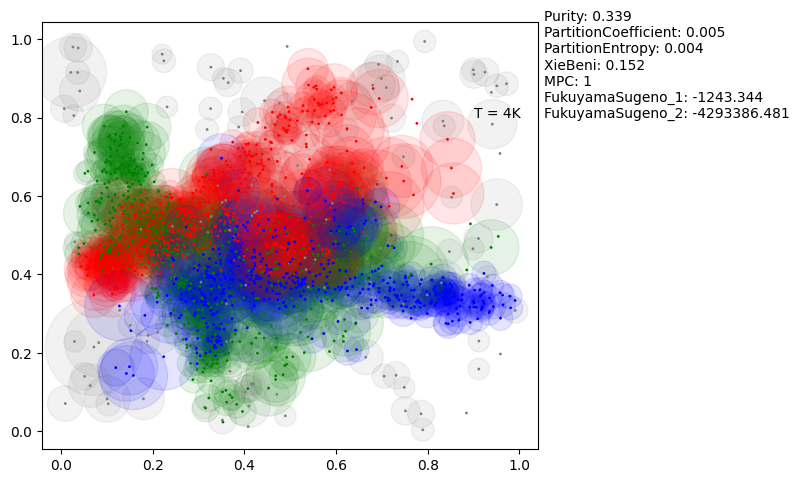 Purity: 0.339
PartitionCoefficient: 0.005
PartitionEntropy: 0.004
XieBeni: 0.152
MPC: 1
FukuyamaSugeno_1: -1243.344
FukuyamaSugeno_2: -4293386.481
T = 4K
1.0
0.8
0.6
0.4
0.2
0.0
0.0 0.2 0.4 0.6 0.8 1.0